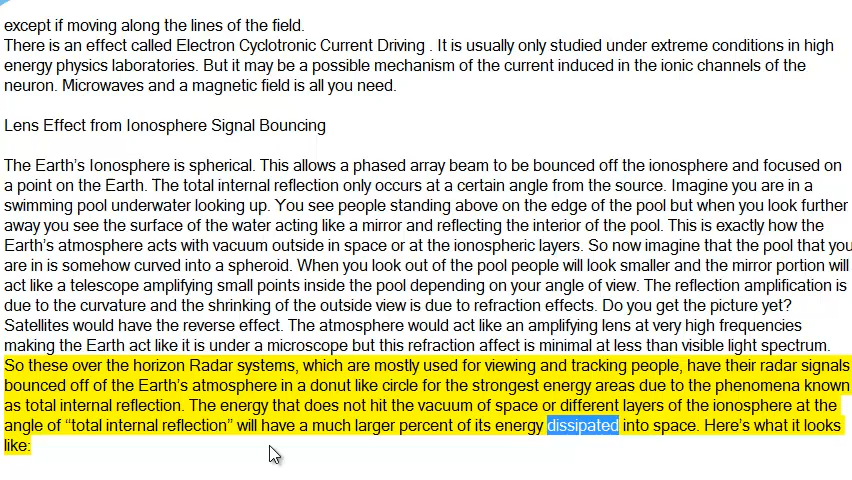 except if moving along the lines of the field.
There is an effect called Electron Cyclotronic Current Driving . It is usually only studied under extreme conditions in high
energy physics laboratories. But it may be a possible mechanism of the current induced in the ionic channels of the
neuron. Microwaves and a magnetic field is all you need.
Lens Effect from Ionosphere Signal Bouncing
The Earth's Ionosphere is spherical. This allows a phased array beam to be bounced off the ionosphere and focused on
a point on the Earth. The total internal reflection only occurs at a certain angle from the source. Imagine you are in a
swimming pool underwater looking up. You see people standing above on the edge of the pool but when you look further
away you see the surface of the water acting like a mirror and reflecting the interior of the pool. This is exactly how the
Earth's atmosphere acts with vacuum outside in space or at the ionospheric layers. So now imagine that the pool that you
are in is somehow curved into a spheroid. When you look out of the pool people will look smaller and the mirror portion will
act like a telescope amplifying small points inside the pool depending on your angle of view. The reflection amplification is
due to the curvature and the shrinking of the outside view is due to refraction effects. Do you get the picture yet?
Satellites would have the reverse effect. The atmosphere would act like an amplifying lens at very high frequencies
making the Earth act like it is under a microscope but this refraction affect is minimal at less than visible light spectrum.
So these over the horizon Radar systems, which are mostly used for viewing and tracking people, have their radar signals
bounced off of the Earth's atmosphere in a donut like circle for the strongest energy areas due to the phenomena known
as total internal reflection. The energy that does not hit the vacuum of space or different layers of the ionosphere at the
angle of "total internal reflection" will have a much larger percent of its energy dissipated into space. Here's what it looks
like: